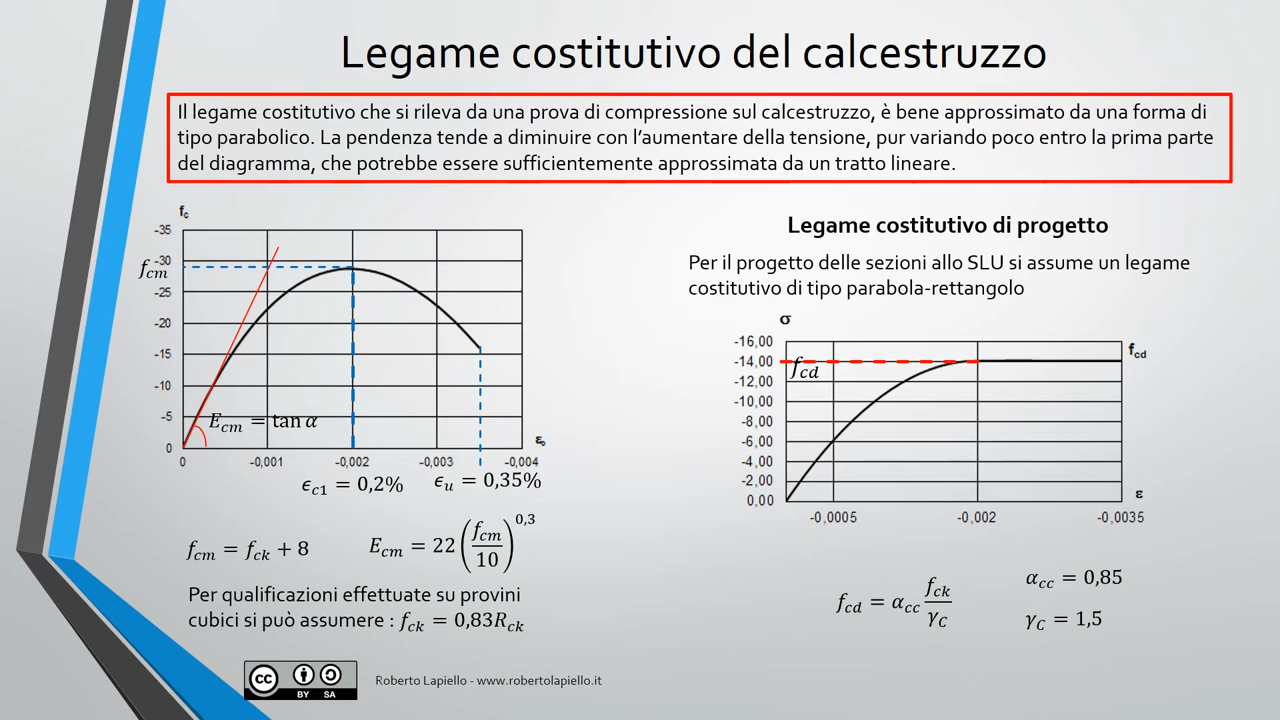 Legame costitutivo del calcestruzzo
Il legame costitutivo che si rileva da una prova di compressione sul calcestruzzo, è bene approssimato da una forma di
tipo parabolico. La pendenza tende a diminuire con l'aumentare della tensione, pur variando poco entro la prima parte
del diagramma, che potrebbe essere sufficientemente approssimata da un tratto lineare.
f_c
-35
-30
f_cm
-25
-20
-15
-10
-5
0
E_cm = tan α
0 -0,001 -0,002 -0,003 -0,004
ε_c
ϵ_c1 = 0,2% ϵ_u = 0,35%
f_cm = f_ck + 8 E_cm = 22 (f_cm/10)^0,3
Per qualificazioni effettuate su provini
cubici si può assumere : f_ck = 0,83R_ck
Legame costitutivo di progetto
Per il progetto delle sezioni allo SLU si assume un legame
costitutivo di tipo parabola-rettangolo
σ
-16,00
-14,00
f_cd
f_cd
-12,00
-10,00
-8,00
-6,00
-4,00
-2,00
0,00
ε
-0,0005 -0,002 -0,0035
f_cd = α_cc f_ck/γ_C
α_cc = 0,85
γ_C = 1,5
cc BY SA
Roberto Lapiello - www.robertolapiello.it